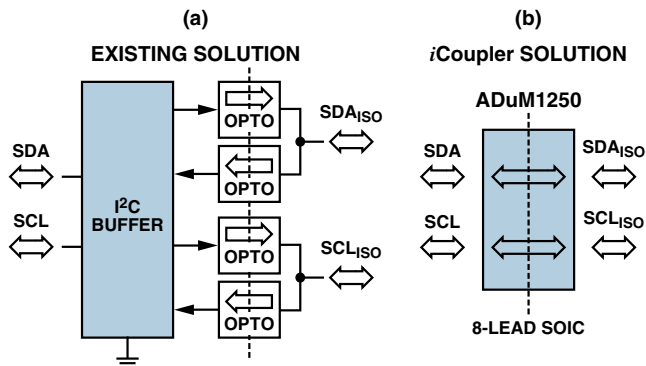 (a)
EXISTING SOLUTION
SDA
SCL
I2C
BUFFER
OPTO
OPTO
OPTO
OPTO
SDAISO
SCLISO
(b)
iCoupler SOLUTION
ADuM1250
SDA
SCL
SDAISO
SCLISO
8-LEAD SOIC